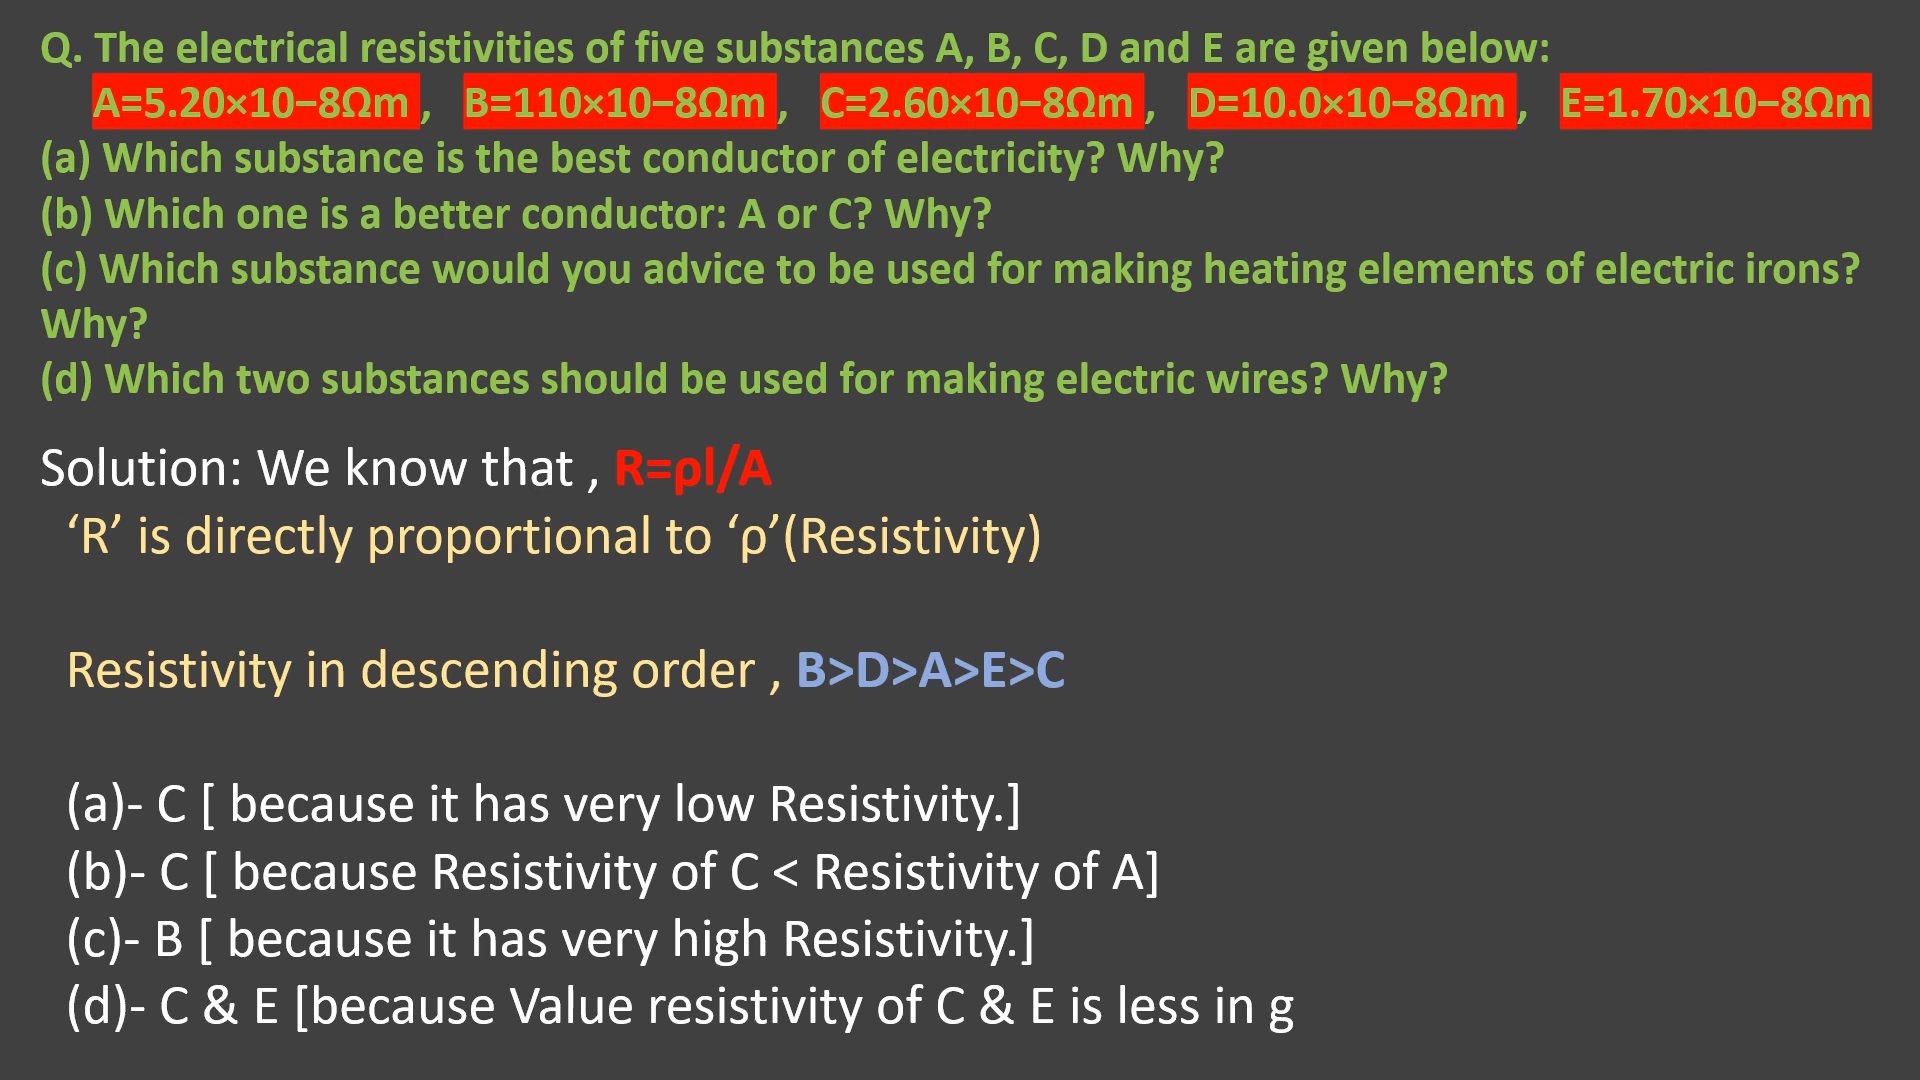 Q. The electrical resistivities of five substances A, B, C, D and E are given below:
A=5.20×10−8Ωm , B=110×10−8Ωm , C=2.60×10−8Ωm , D=10.0×10−8Ωm , E=1.70×10−8Ωm
(a) Which substance is the best conductor of electricity? Why?
(b) Which one is a better conductor: A or C? Why?
(c) Which substance would you advice to be used for making heating elements of electric irons?
Why?
(d) Which two substances should be used for making electric wires? Why?
Solution: We know that , R=ρl/A
‘R’ is directly proportional to ‘ρ’(Resistivity)
Resistivity in descending order , B>D>A>E>C
(a)- C [ because it has very low Resistivity.]
(b)- C [ because Resistivity of C < Resistivity of A]
(c)- B [ because it has very high Resistivity.]
(d)- C & E [because Value resistivity of C & E is less in g